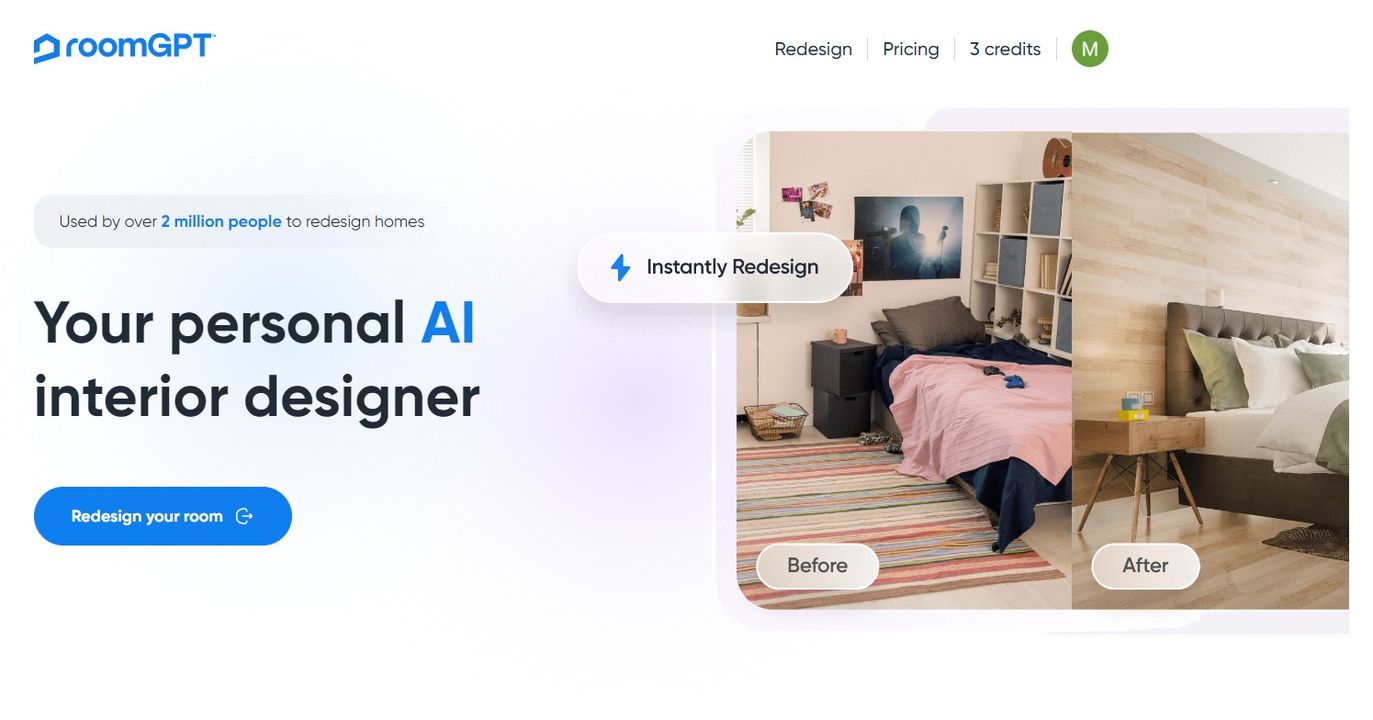 roomGPT™
Redesign
Pricing
3 credits
M
Used by over 2 million people to redesign homes
Your personal AI
interior designer
Redesign your room
Instantly Redesign
Before
After